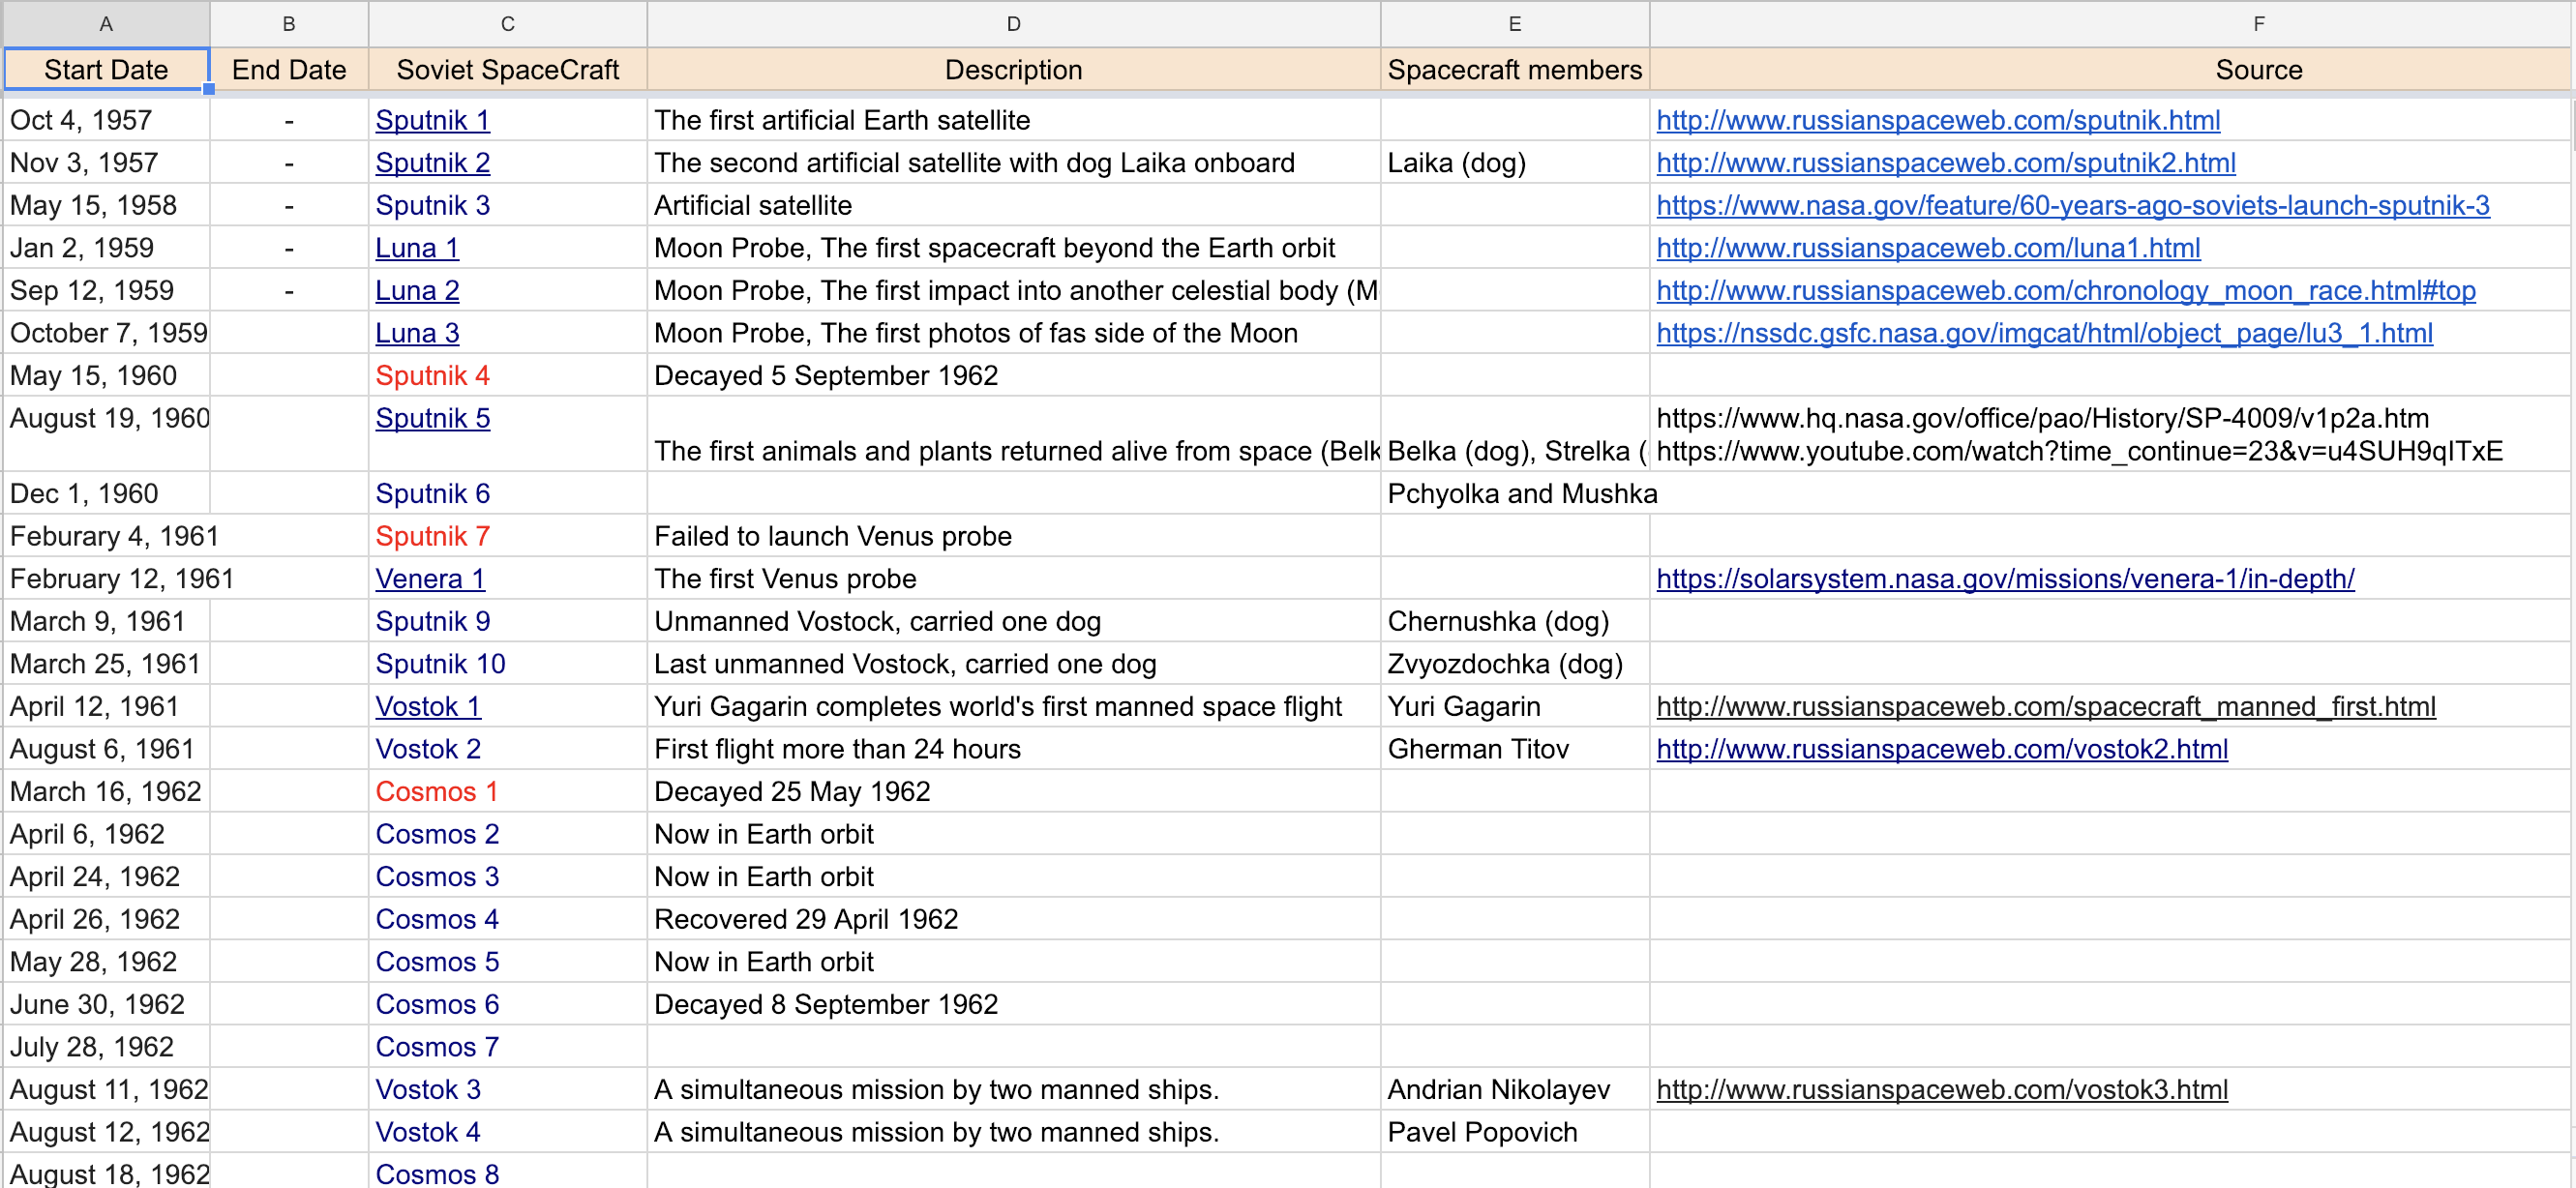 A B C D E F
Start Date End Date Soviet SpaceCraft Description Spacecraft members Source
Oct 4, 1957 - Sputnik 1 The first artificial Earth satellite http://www.russianspaceweb.com/sputnik.html
Nov 3, 1957 - Sputnik 2 The second artificial satellite with dog Laika onboard Laika (dog) http://www.russianspaceweb.com/sputnik2.html
May 15, 1958 - Sputnik 3 Artificial satellite https://www.nasa.gov/feature/60-years-ago-soviets-launch-sputnik-3
Jan 2, 1959 - Luna 1 Moon Probe, The first spacecraft beyond the Earth orbit http://www.russianspaceweb.com/luna1.html
Sep 12, 1959 - Luna 2 Moon Probe, The first impact into another celestial body (M http://www.russianspaceweb.com/chronology_moon_race.html#top
October 7, 1959 Luna 3 Moon Probe, The first photos of fas side of the Moon https://nssdc.gsfc.nasa.gov/imgcat/html/object_page/lu3_1.html
May 15, 1960 Sputnik 4 Decayed 5 September 1962
August 19, 1960 Sputnik 5 https://www.hq.nasa.gov/office/pao/History/SP-4009/v1p2a.htm
The first animals and plants returned alive from space (Belk Belka (dog), Strelka ( https://www.youtube.com/watch?time_continue=23&v=u4SUH9qITxE
Dec 1, 1960 Sputnik 6 Pchyolka and Mushka
Feburary 4, 1961 Sputnik 7 Failed to launch Venus probe
February 12, 1961 Venera 1 The first Venus probe https://solarsystem.nasa.gov/missions/venera-1/in-depth/
March 9, 1961 Sputnik 9 Unmanned Vostock, carried one dog Chernushka (dog)
March 25, 1961 Sputnik 10 Last unmanned Vostock, carried one dog Zvyozdochka (dog)
April 12, 1961 Vostok 1 Yuri Gagarin completes world's first manned space flight Yuri Gagarin http://www.russianspaceweb.com/spacecraft_manned_first.html
August 6, 1961 Vostok 2 First flight more than 24 hours Gherman Titov http://www.russianspaceweb.com/vostok2.html
March 16, 1962 Cosmos 1 Decayed 25 May 1962
April 6, 1962 Cosmos 2 Now in Earth orbit
April 24, 1962 Cosmos 3 Now in Earth orbit
April 26, 1962 Cosmos 4 Recovered 29 April 1962
May 28, 1962 Cosmos 5 Now in Earth orbit
June 30, 1962 Cosmos 6 Decayed 8 September 1962
July 28, 1962 Cosmos 7
August 11, 1962 Vostok 3 A simultaneous mission by two manned ships. Andrian Nikolayev http://www.russianspaceweb.com/vostok3.html
August 12, 1962 Vostok 4 A simultaneous mission by two manned ships. Pavel Popovich
August 18, 1962 Cosmos 8